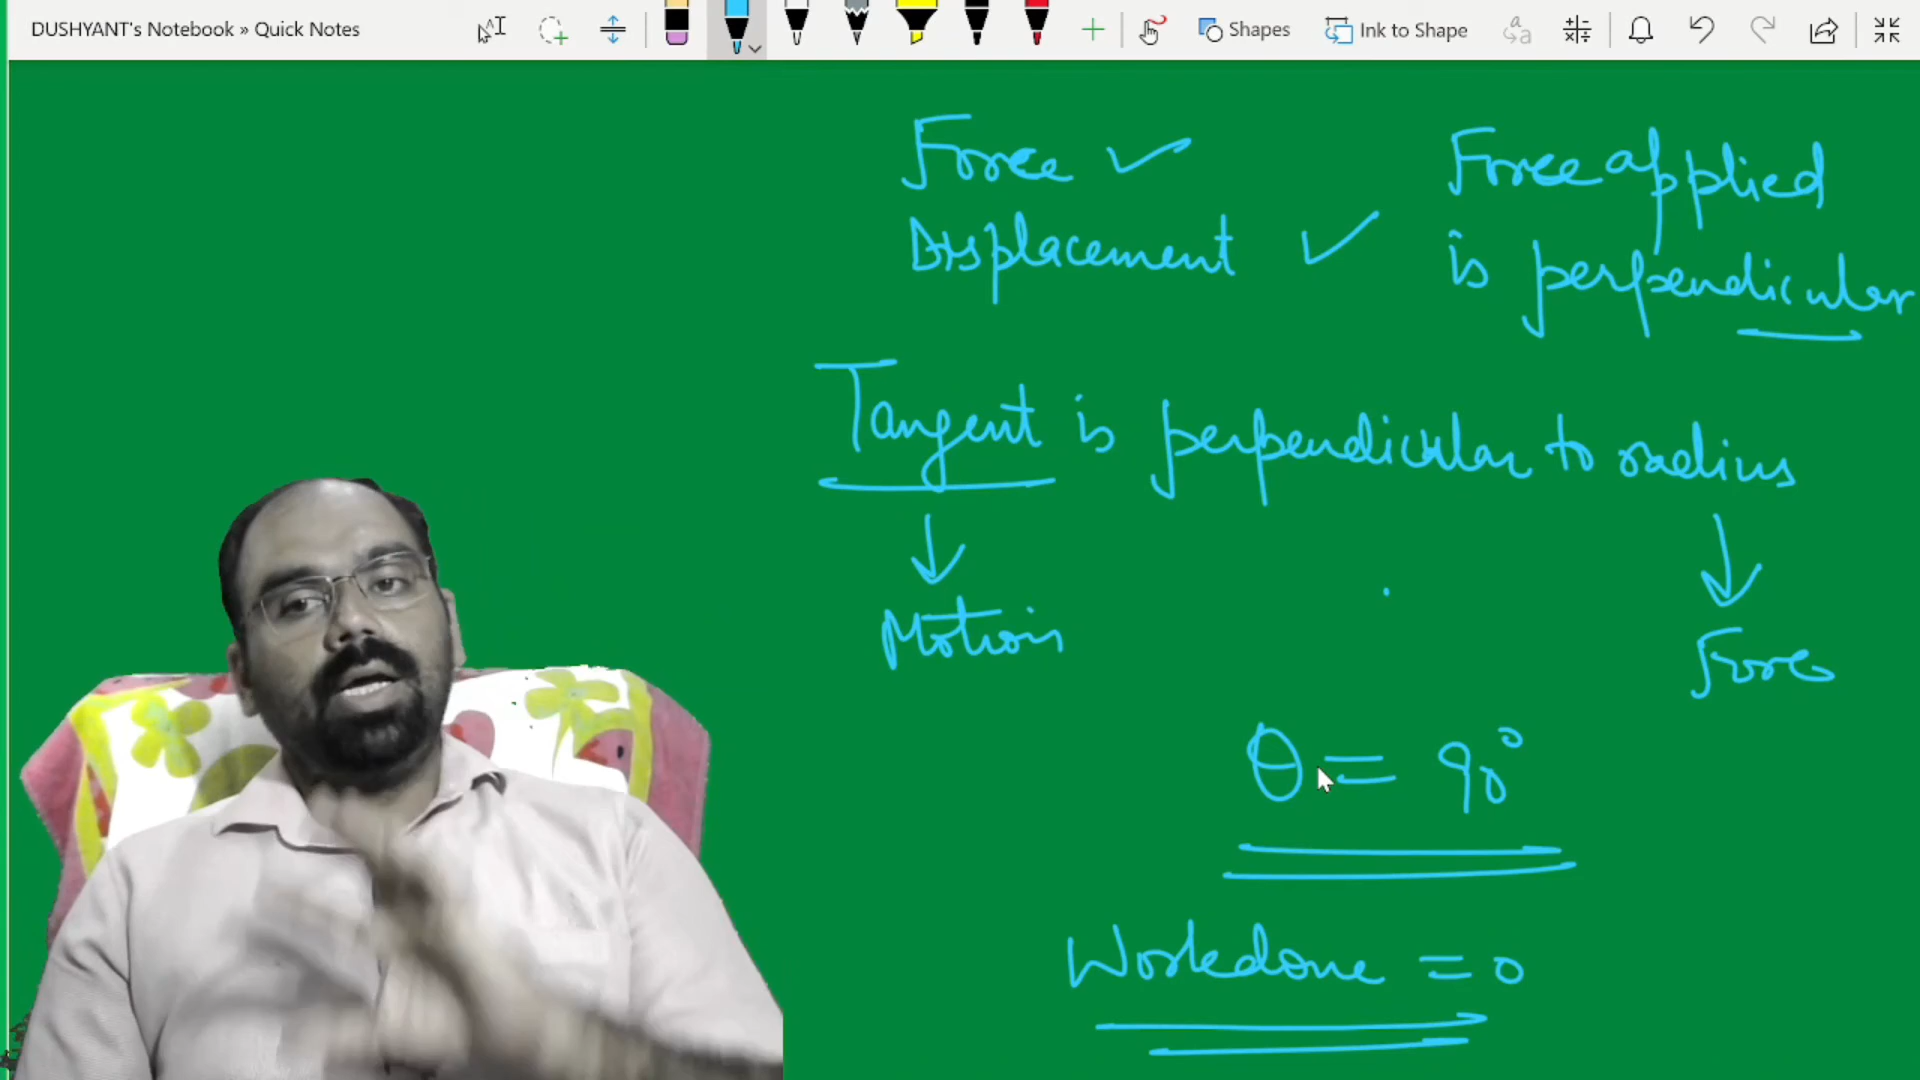 DUSHYANT's Notebook » Quick Notes
Shapes
Ink to Shape
Force ✓
Displacement ✓
Force applied
is perpendicular
Tangent is perpendicular to radius
↓ ↓
Motion
Force
θ = 90°
Workdone = 0